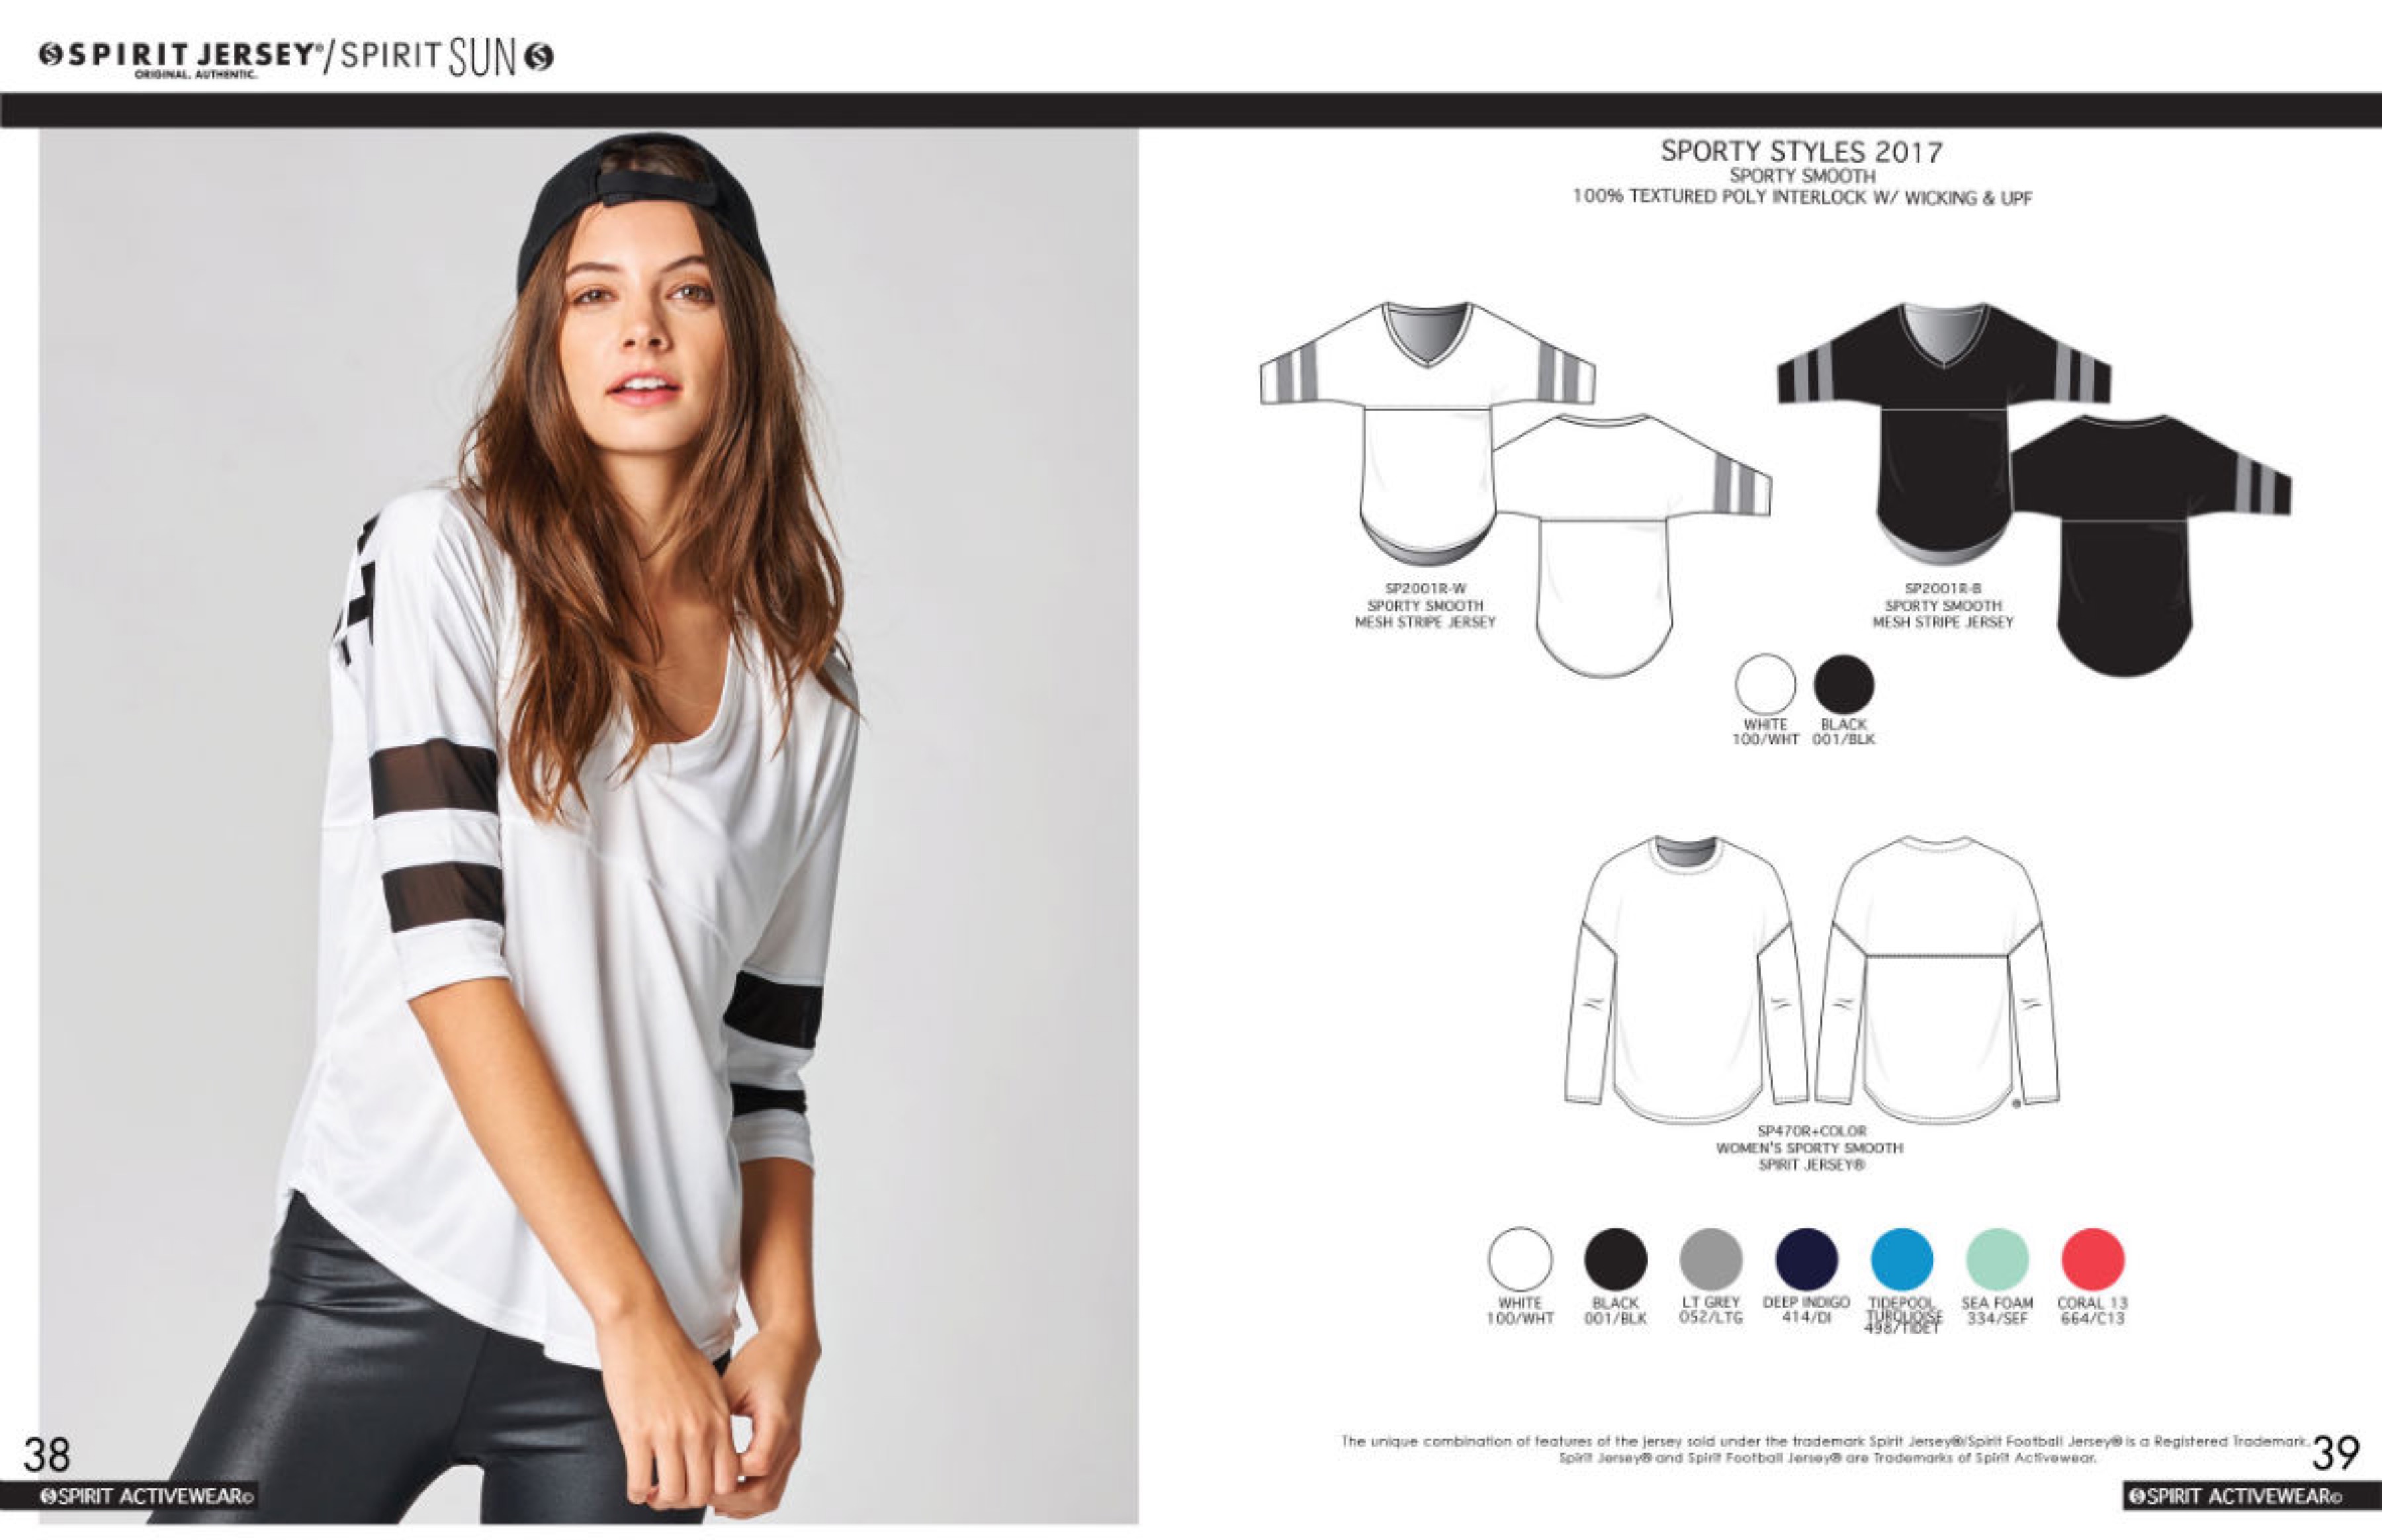 SPIRIT JERSEY®/SPIRIT SUN
ORIGINAL. AUTHENTIC.
SPORTY STYLES 2017
SPORTY SMOOTH
100% TEXTURED POLY INTERLOCK W/ WICKING & UPF
SP2001R-W
SPORTY SMOOTH
MESH STRIPE JERSEY
SP2001R-B
SPORTY SMOOTH
MESH STRIPE JERSEY
WHITE
100/WHT
BLACK
001/BLK
SP470R+COLOR
WOMEN'S SPORTY SMOOTH
SPIRIT JERSEY®
WHITE
100/WHT
BLACK
001/BLK
LT GREY
052/LTG
DEEP INDIGO
414/DI
TIDEPOOL
TURQUOISE
498/TIDET
SEA FOAM
334/SEF
CORAL 13
664/C13
The unique combination of features of the jersey sold under the trademark Spirit Jersey®/Spirit Football Jersey® is a Registered Trademark.
Spirit Jersey® and Spirit Football Jersey® are Trademarks of Spirit Activewear.
38
39
SPIRIT ACTIVEWEAR©
SPIRIT ACTIVEWEAR©